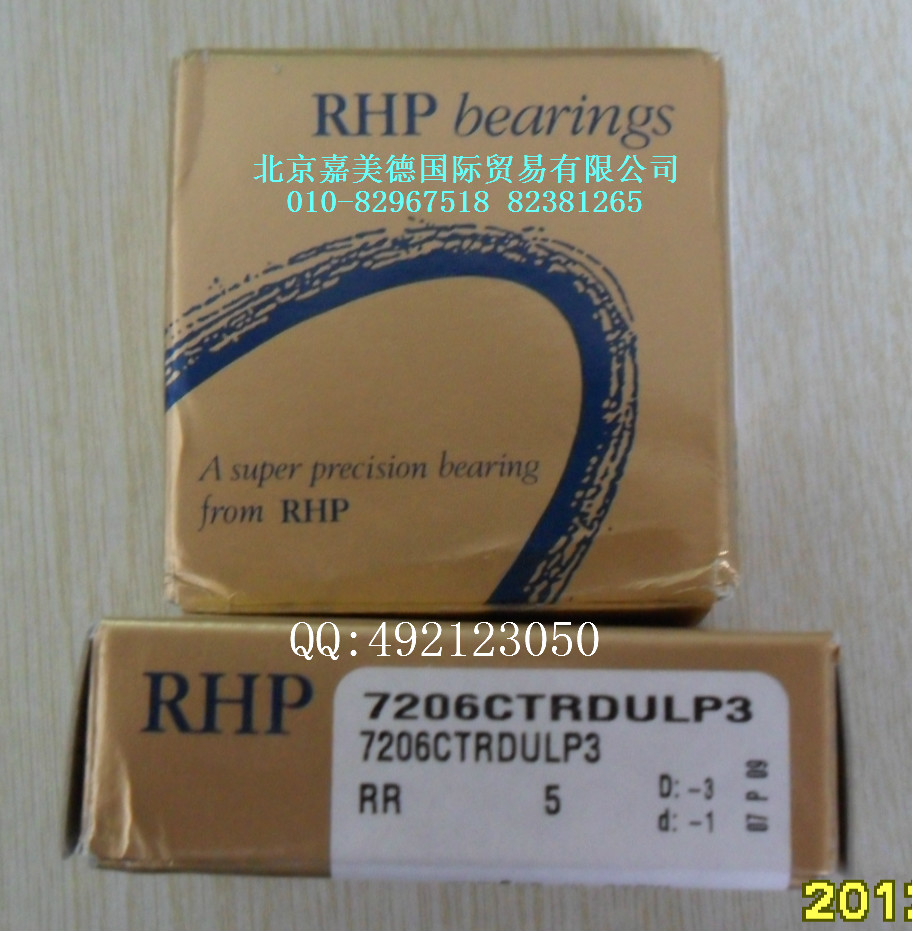 RHP bearings
北京嘉美德国际贸易有限公司
010-82967518 82381265
A super precision bearing
from RHP
QQ:492123050
RHP
7206CTRDULP3
7206CTRDULP3
RR 5 D: -3
d: -1
07 P 09